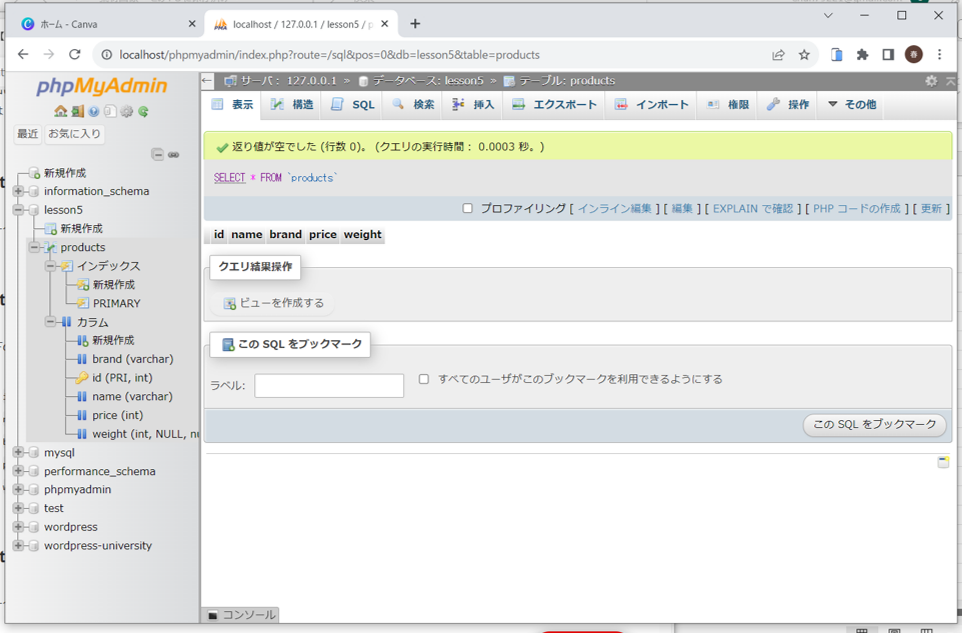 ホーム - Canva
localhost / 127.0.0.1 / lesson5 / p
localhost/phpmyadmin/index.php?route=/sql&pos=0&db=lesson5&table=products
春
phpMyAdmin
最近 お気に入り
新規作成
information_schema
lesson5
新規作成
products
インデックス
新規作成
PRIMARY
カラム
新規作成
brand (varchar)
id (PRI, int)
name (varchar)
price (int)
weight (int, NULL, nu
mysql
performance_schema
phpmyadmin
test
wordpress
wordpress-university
サーバ: 127.0.0.1 » データベース: lesson5 » テーブル: products
表示 構造 SQL 検索 挿入 エクスポート インポート 権限 操作 その他
返り値が空でした (行数 0)。 (クエリの実行時間: 0.0003 秒。)
SELECT * FROM `products`
プロファイリング [ インライン編集 ] [ 編集 ] [ EXPLAIN で確認 ] [ PHP コードの作成 ] [ 更新 ]
id name brand price weight
クエリ結果操作
ビューを作成する
この SQL をブックマーク
ラベル: すべてのユーザがこのブックマークを利用できるようにする
この SQL をブックマーク
コンソール